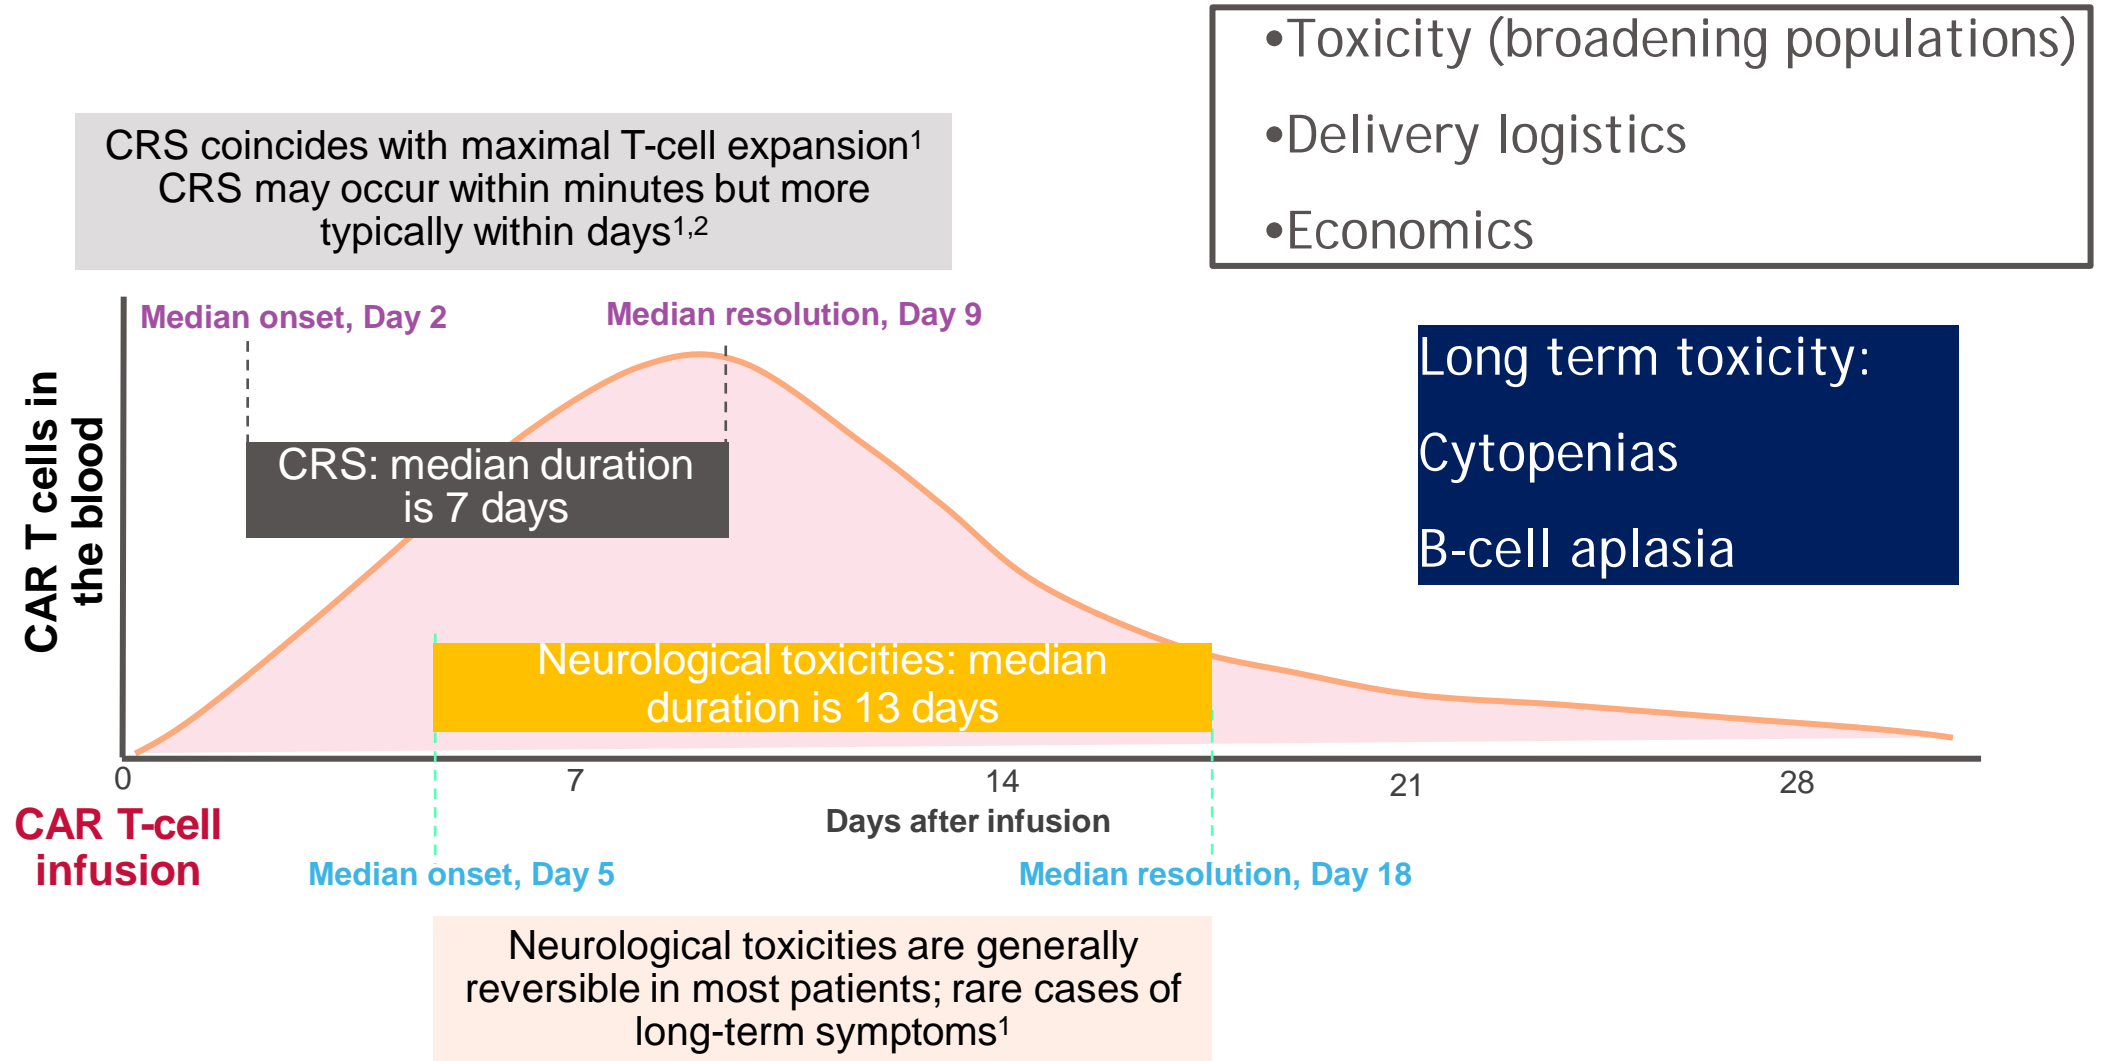 •Toxicity (broadening populations)
•Delivery logistics
•Economics
CRS coincides with maximal T-cell expansion1
CRS may occur within minutes but more
typically within days1,2
Median onset, Day 2
Median resolution, Day 9
Long term toxicity:
Cytopenias
B-cell aplasia
CAR T cells in
the blood
CRS: median duration
is 7 days
Neurological toxicities: median
duration is 13 days
0
7
14
21
28
CAR T-cell
infusion
Days after infusion
Median onset, Day 5
Median resolution, Day 18
Neurological toxicities are generally
reversible in most patients; rare cases of
long-term symptoms1